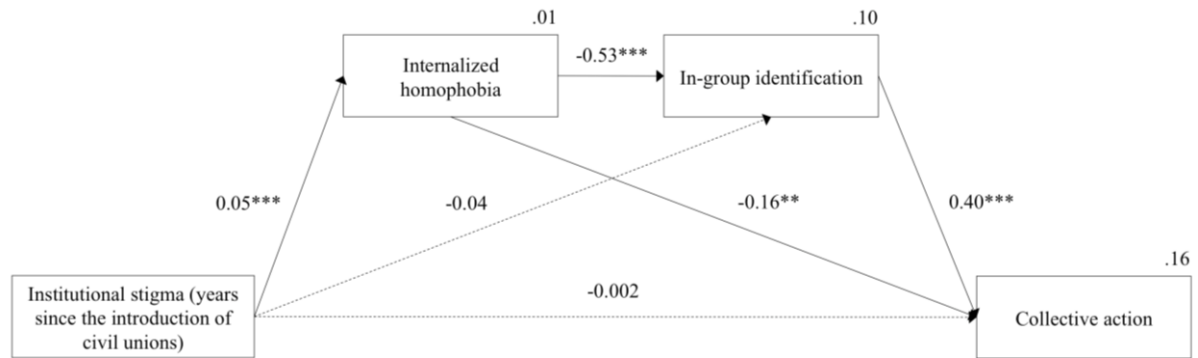 .01
.10
Internalized
homophobia
-0.53***
In-group identification
0.05***
-0.04
-0.16**
0.40***
.16
Institutional stigma (years
since the introduction of
civil unions)
-0.002
Collective action